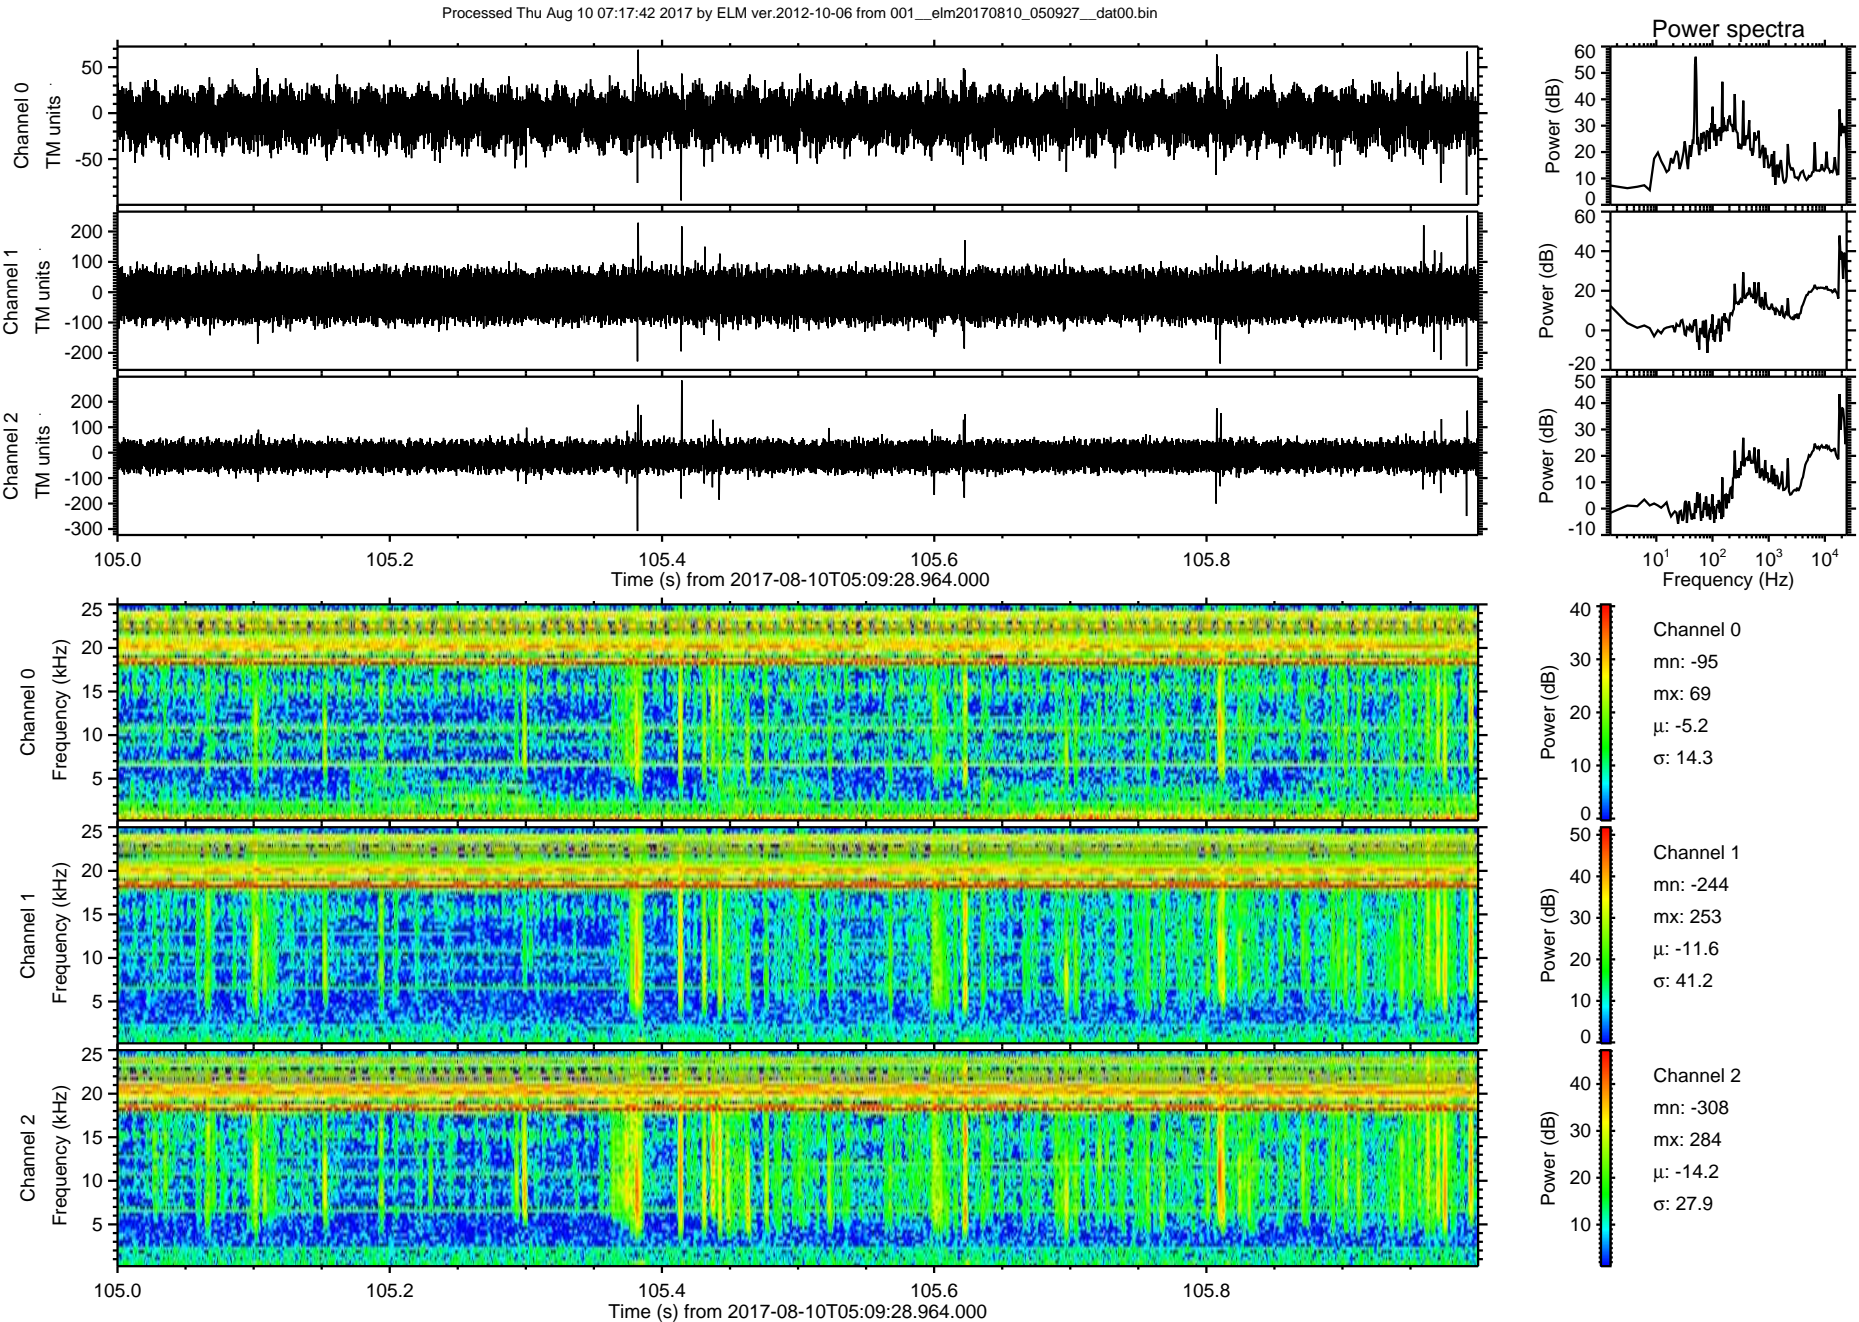 Processed Thu Aug 10 07:17:42 2017 by ELM ver.2012-10-06 from 001__elm20170810_050927__dat00.bin
Power spectra
Channel 0
TM units
50
0
-50
Power (dB)
60
50
40
30
20
10
0
Channel 1
TM units
200
100
0
-100
-200
Power (dB)
60
40
20
0
-20
Channel 2
TM units
200
100
0
-100
-200
-300
Power (dB)
50
40
30
20
10
0
-10
105.0 105.2 105.4 105.6 105.8
Time (s) from 2017-08-10T05:09:28.964.000
10^1 10^2 10^3 10^4
Frequency (Hz)
Channel 0
Frequency (kHz)
25
20
15
10
5
Power (dB)
40
30
20
10
0
Channel 0
mn: -95
mx: 69
μ: -5.2
σ: 14.3
Channel 1
Frequency (kHz)
25
20
15
10
5
Power (dB)
50
40
30
20
10
0
Channel 1
mn: -244
mx: 253
μ: -11.6
σ: 41.2
Channel 2
Frequency (kHz)
25
20
15
10
5
Power (dB)
40
30
20
10
Channel 2
mn: -308
mx: 284
μ: -14.2
σ: 27.9
105.0 105.2 105.4 105.6 105.8
Time (s) from 2017-08-10T05:09:28.964.000